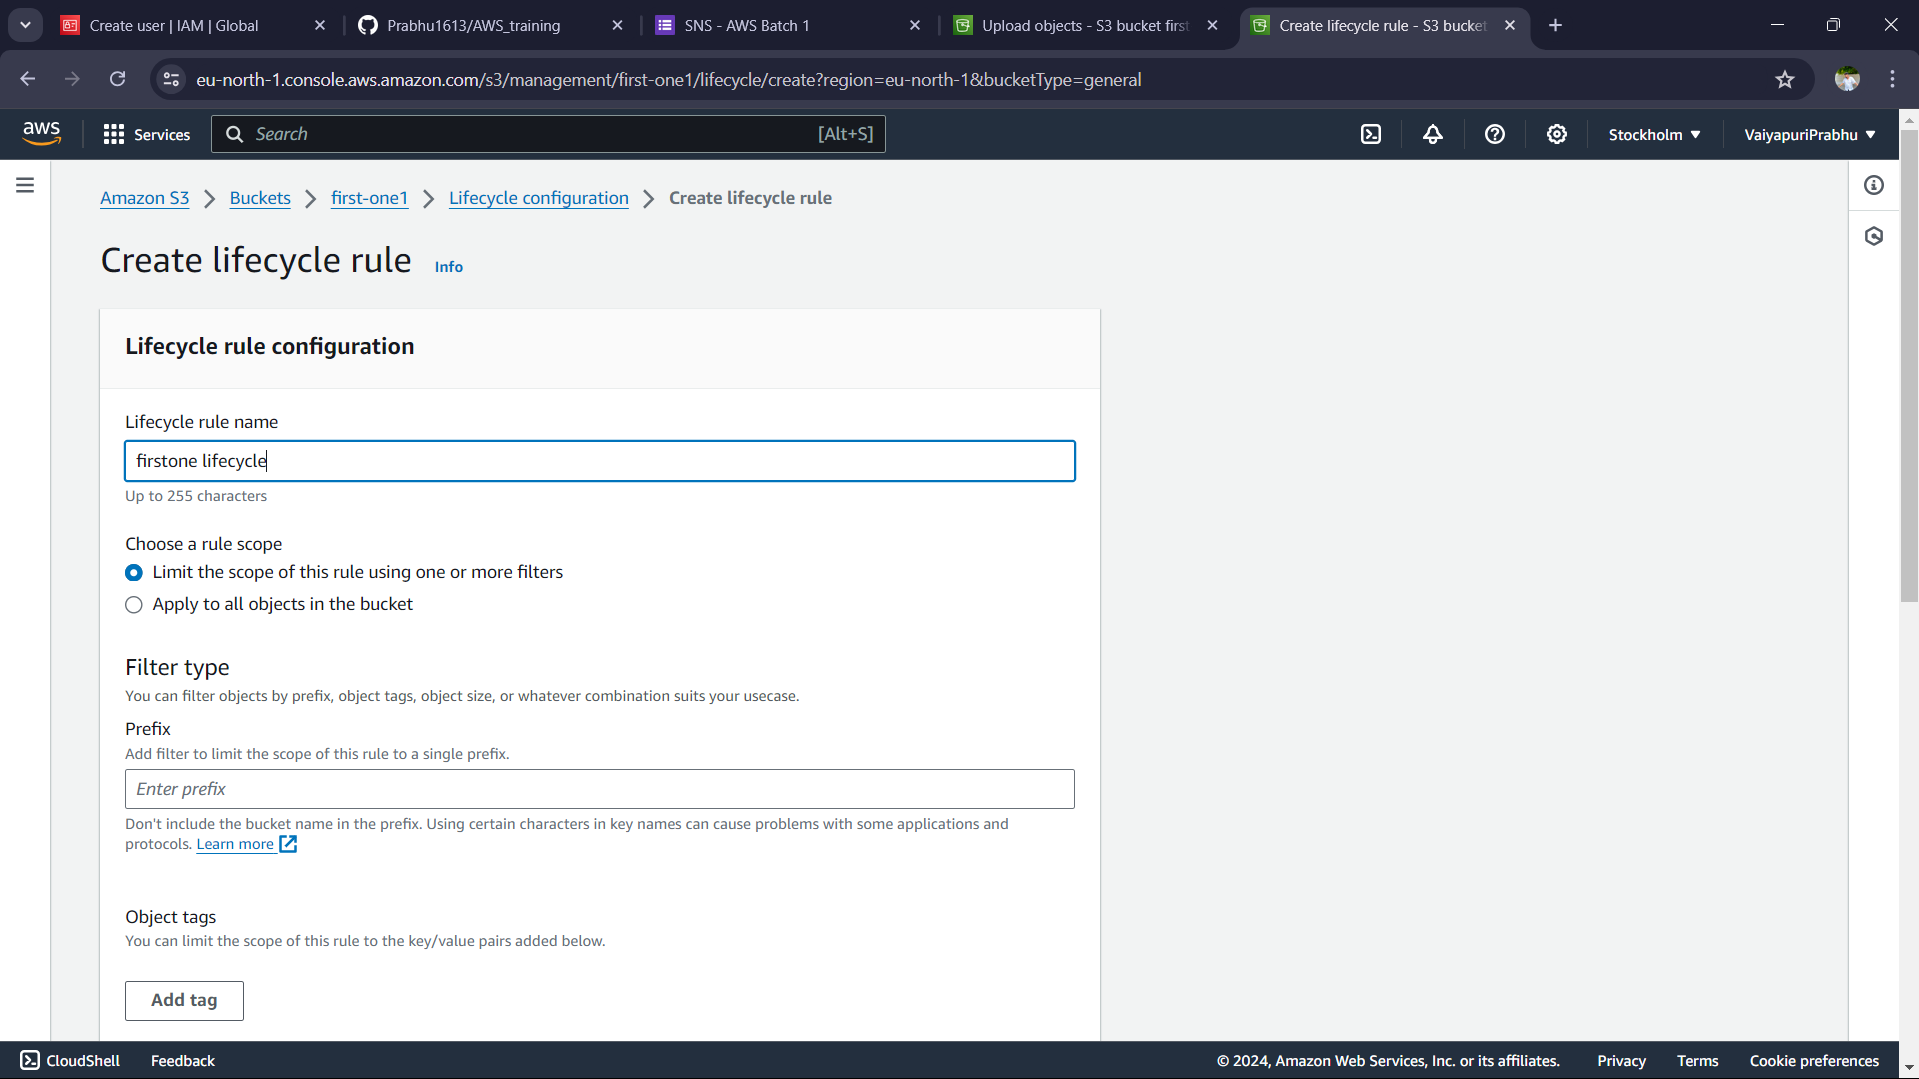 Create user | IAM | Global
Prabhu1613/AWS_training
SNS - AWS Batch 1
Upload objects - S3 bucket first
Create lifecycle rule - S3 bucket
eu-north-1.console.aws.amazon.com/s3/management/first-one1/lifecycle/create?region=eu-north-1&bucketType=general
aws
Services
Search
[Alt+S]
Stockholm
VaiyapuriPrabhu
Amazon S3
Buckets
first-one1
Lifecycle configuration
Create lifecycle rule
Create lifecycle rule
Info
Lifecycle rule configuration
Lifecycle rule name
firstone lifecycle
Up to 255 characters
Choose a rule scope
Limit the scope of this rule using one or more filters
Apply to all objects in the bucket
Filter type
You can filter objects by prefix, object tags, object size, or whatever combination suits your usecase.
Prefix
Add filter to limit the scope of this rule to a single prefix.
Enter prefix
Don't include the bucket name in the prefix. Using certain characters in key names can cause problems with some applications and
protocols. Learn more
Object tags
You can limit the scope of this rule to the key/value pairs added below.
Add tag
CloudShell
Feedback
© 2024, Amazon Web Services, Inc. or its affiliates.
Privacy
Terms
Cookie preferences